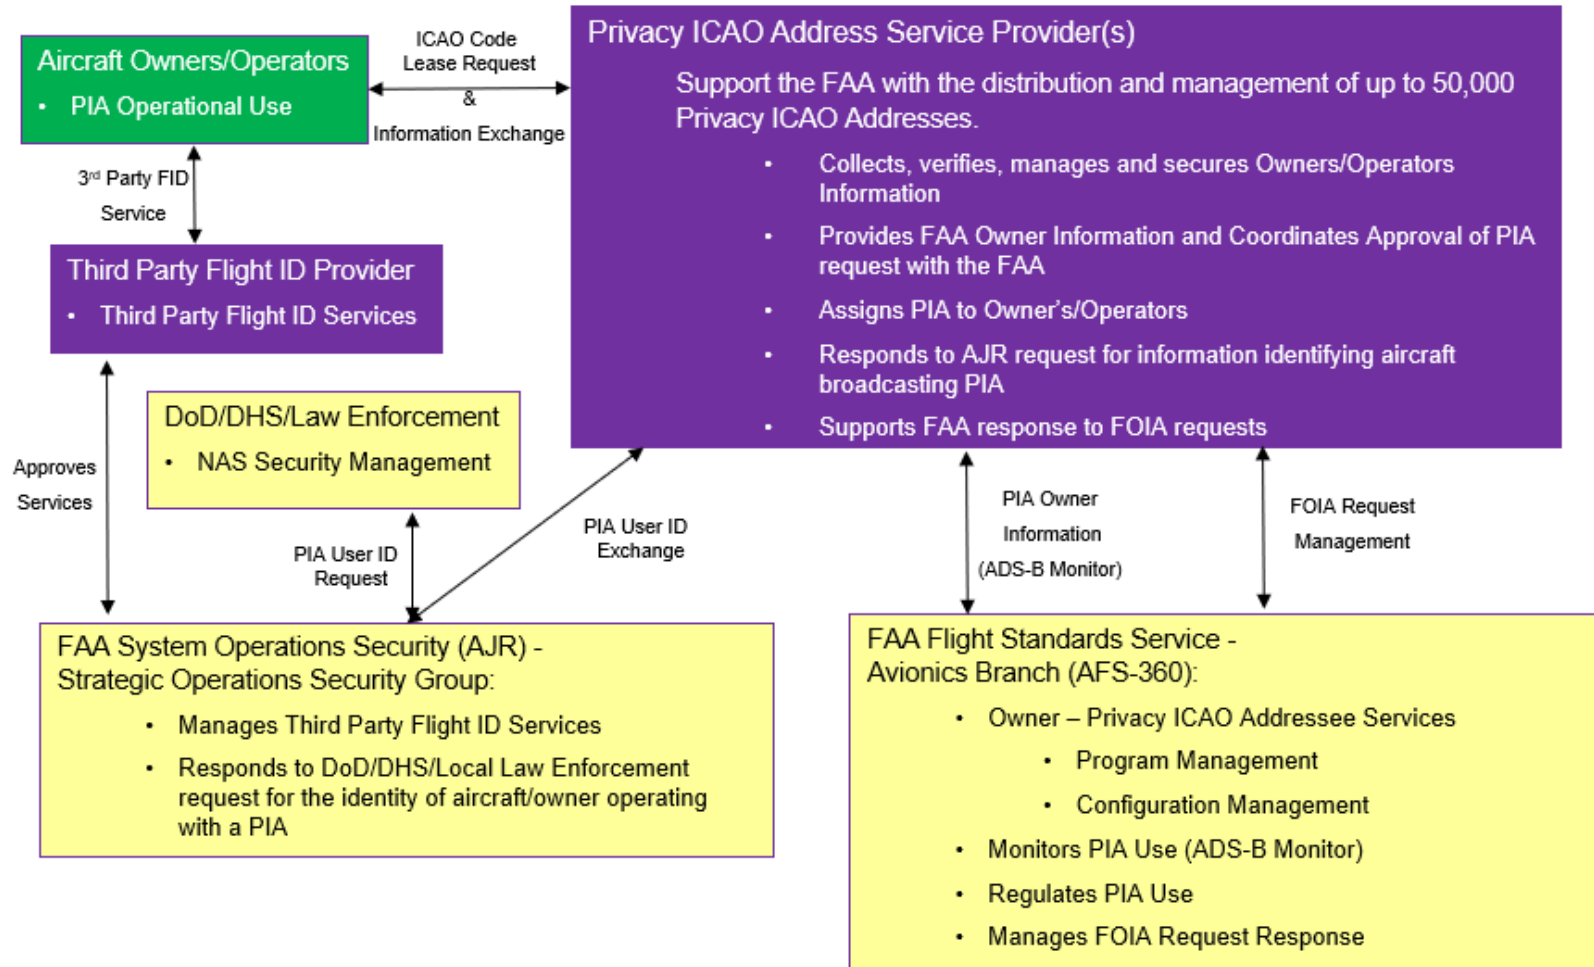 Aircraft Owners/Operators
• PIA Operational Use
ICAO Code
Lease Request
&
Information Exchange
Privacy ICAO Address Service Provider(s)
Support the FAA with the distribution and management of up to 50,000
Privacy ICAO Addresses.
• Collects, verifies, manages and secures Owners/Operators
Information
• Provides FAA Owner Information and Coordinates Approval of PIA
request with the FAA
• Assigns PIA to Owner's/Operators
• Responds to AJR request for information identifying aircraft
broadcasting PIA
• Supports FAA response to FOIA requests
3rd Party FID
Service
Third Party Flight ID Provider
• Third Party Flight ID Services
DoD/DHS/Law Enforcement
• NAS Security Management
Approves
Services
PIA User ID
Request
PIA User ID
Exchange
PIA Owner
Information
(ADS-B Monitor)
FOIA Request
Management
FAA System Operations Security (AJR) -
Strategic Operations Security Group:
• Manages Third Party Flight ID Services
• Responds to DoD/DHS/Local Law Enforcement
request for the identity of aircraft/owner operating
with a PIA
FAA Flight Standards Service -
Avionics Branch (AFS-360):
• Owner – Privacy ICAO Addressee Services
• Program Management
• Configuration Management
• Monitors PIA Use (ADS-B Monitor)
• Regulates PIA Use
• Manages FOIA Request Response